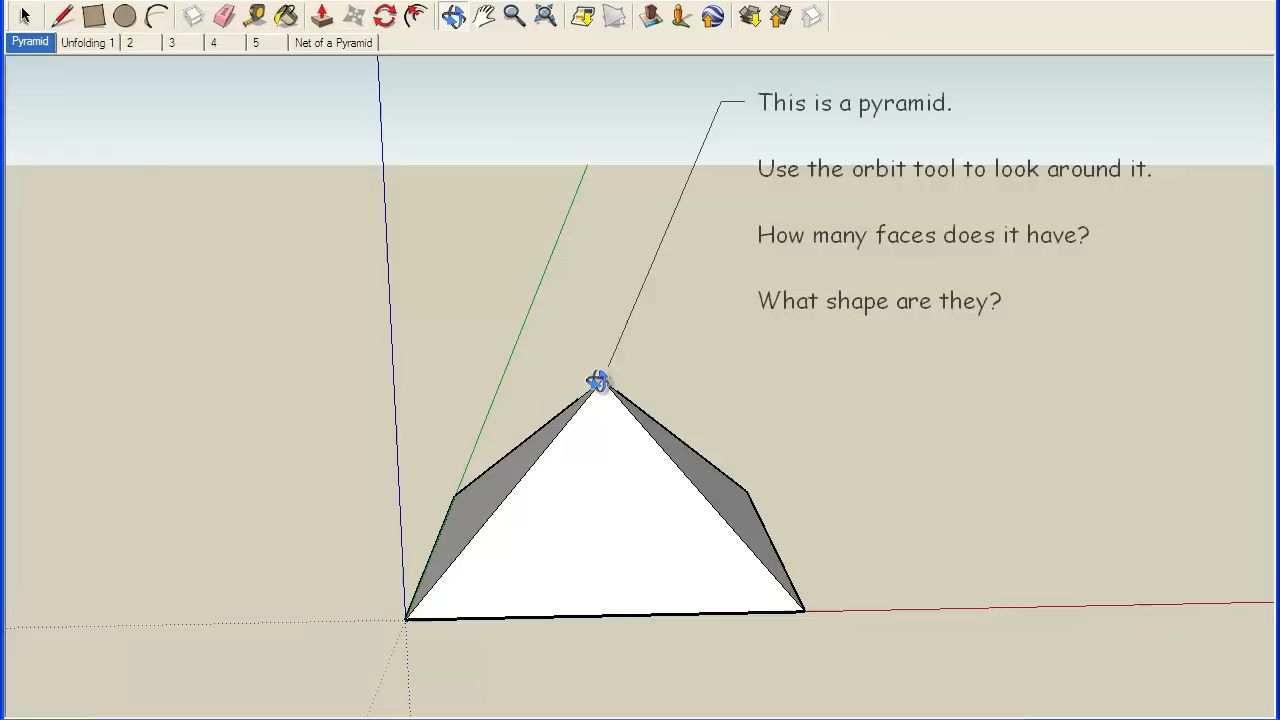 Pyramid Unfolding 1 2 3 4 5 Net of a Pyramid
This is a pyramid.
Use the orbit tool to look around it.
How many faces does it have?
What shape are they?